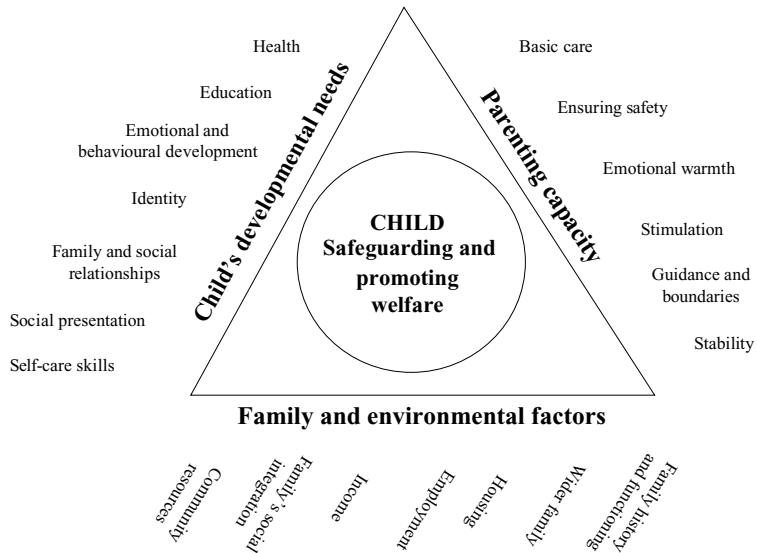 Health
Education
Emotional and
behavioural development
Identity
Family and social
relationships
Social presentation
Self-care skills
Child’s developmental needs
Basic care
Ensuring safety
Emotional warmth
Stimulation
Guidance and
boundaries
Stability
Parenting capacity
CHILD
Safeguarding and
promoting
welfare
Family and environmental factors
Community
resources
Family’s social
integration
Income
Employment
Housing
Wider family
Family history
and functioning